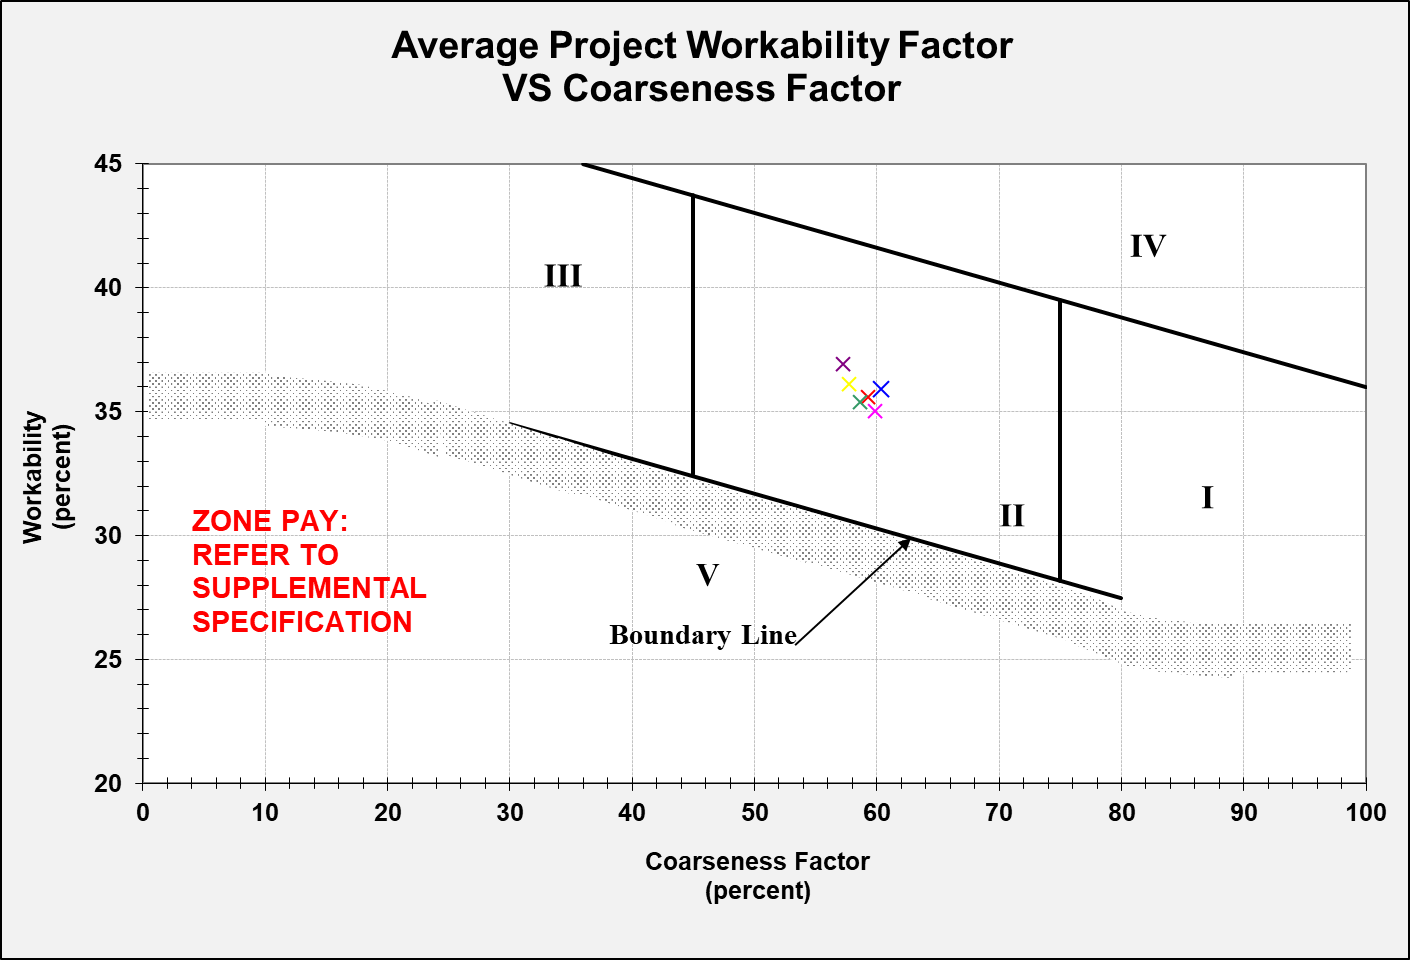 Average Project Workability Factor
VS Coarseness Factor
45
40
35
30
25
20
Workability
(percent)
III
IV
II
I
V
ZONE PAY:
REFER TO
SUPPLEMENTAL
SPECIFICATION
Boundary Line
0 10 20 30 40 50 60 70 80 90 100
Coarseness Factor
(percent)